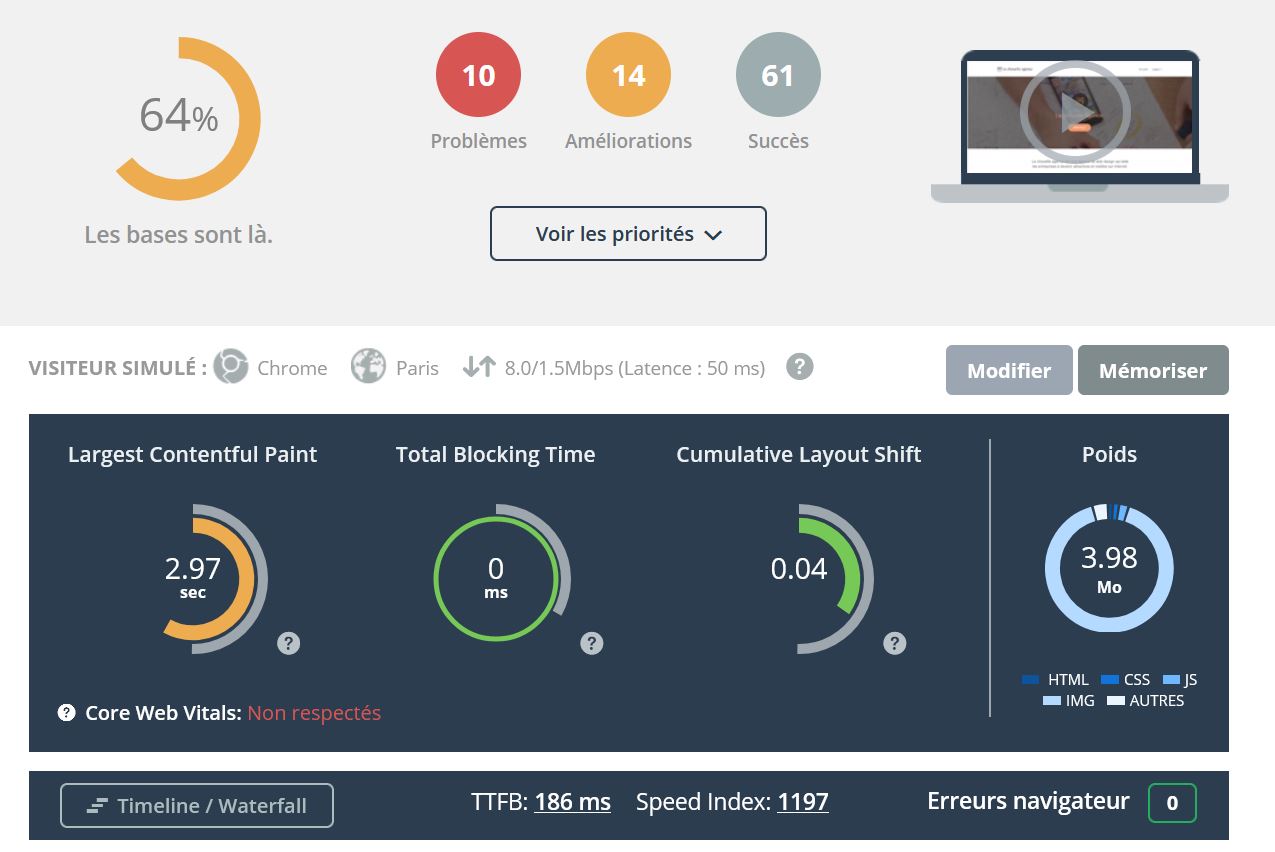 64%
Les bases sont là.
10
Problèmes
14
Améliorations
61
Succès
Voir les priorités
VISITEUR SIMULÉ : Chrome Paris 8.0/1.5Mbps (Latence : 50 ms) ?
Modifier
Mémoriser
Largest Contentful Paint
2.97
sec
?
Total Blocking Time
0
ms
?
Cumulative Layout Shift
0.04
?
Poids
3.98
Mo
HTML CSS JS
IMG AUTRES
? Core Web Vitals: Non respectés
Timeline / Waterfall
TTFB: 186 ms Speed Index: 1197
Erreurs navigateur 0